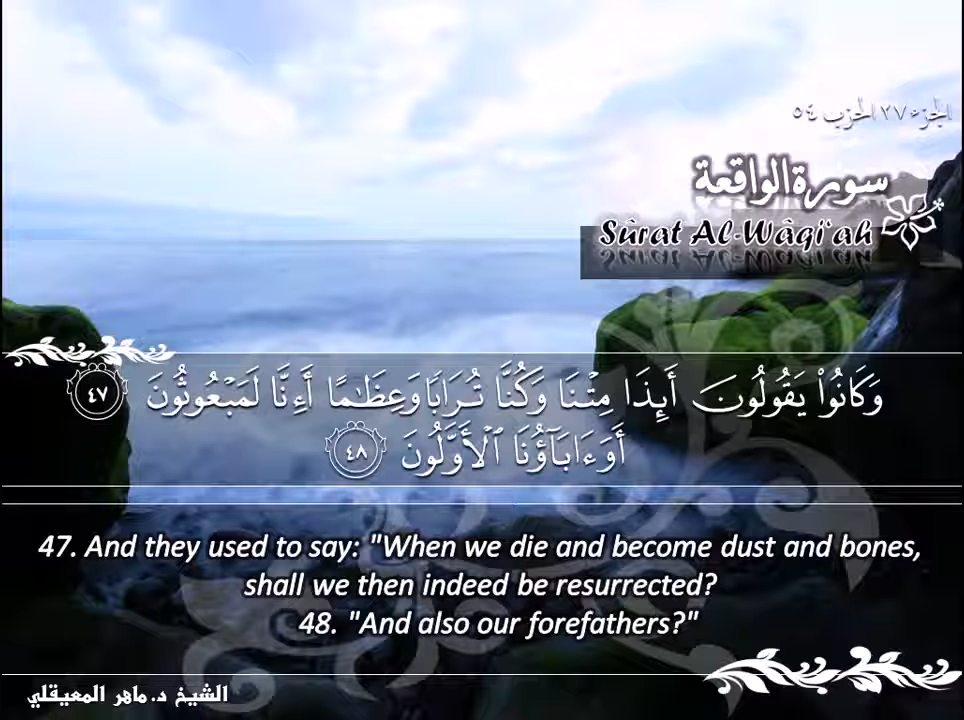 الجزء ٢٧ الحزب ٥٤
سورة الواقعة
Sûrat Al-Wâqi'ah
وَكَانُوا۟ يَقُولُونَ أَئِذَا مِتْنَا وَكُنَّا تُرَابًا وَعِظَـٰمًا أَءِنَّا لَمَبْعُوثُونَ ٤٧
أَوَءَابَآؤُنَا ٱلْأَوَّلُونَ ٤٨
47. And they used to say: "When we die and become dust and bones,
shall we then indeed be resurrected?
48. "And also our forefathers?"
الشيخ د. ماهر المعيقلي